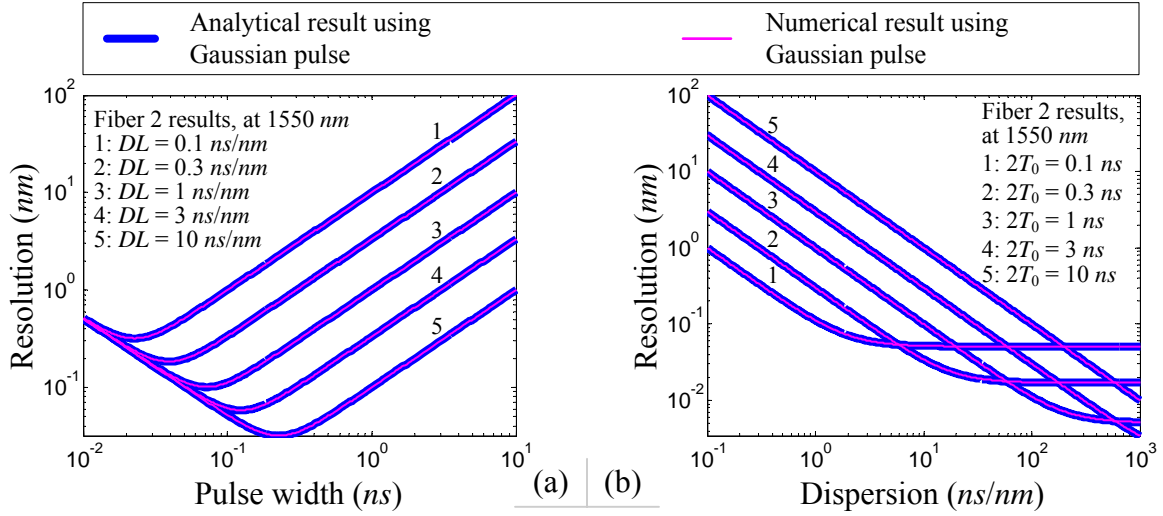 Analytical result using
Gaussian pulse
Numerical result using
Gaussian pulse
Resolution (nm)
10^2
10^1
10^0
10^-1
Fiber 2 results, at 1550 nm
1: DL = 0.1 ns/nm
2: DL = 0.3 ns/nm
3: DL = 1 ns/nm
4: DL = 3 ns/nm
5: DL = 10 ns/nm
1
2
3
4
5
10^-2
10^-1
10^0
10^1
Pulse width (ns)
(a)
(b)
Resolution (nm)
10^2
10^1
10^0
10^-1
10^-2
Fiber 2 results,
at 1550 nm
1: 2T₀ = 0.1 ns
2: 2T₀ = 0.3 ns
3: 2T₀ = 1 ns
4: 2T₀ = 3 ns
5: 2T₀ = 10 ns
5
4
3
2
1
10^-1
10^0
10^1
10^2
10^3
Dispersion (ns/nm)